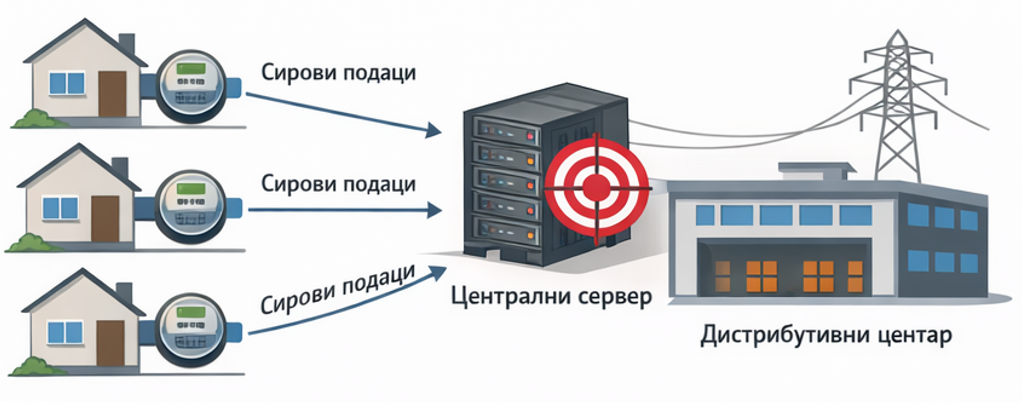 Сирови подаци
Сирови подаци
Сирови подаци
Централни сервер
Дистрибутивни центар